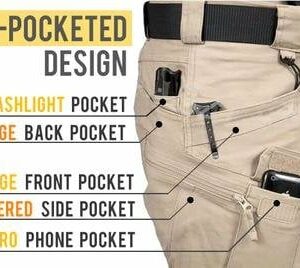 -POCKETED
DESIGN
ASHLIGHT POCKET
GE BACK POCKET
GE FRONT POCKET
ERED SIDE POCKET
RO PHONE POCKET